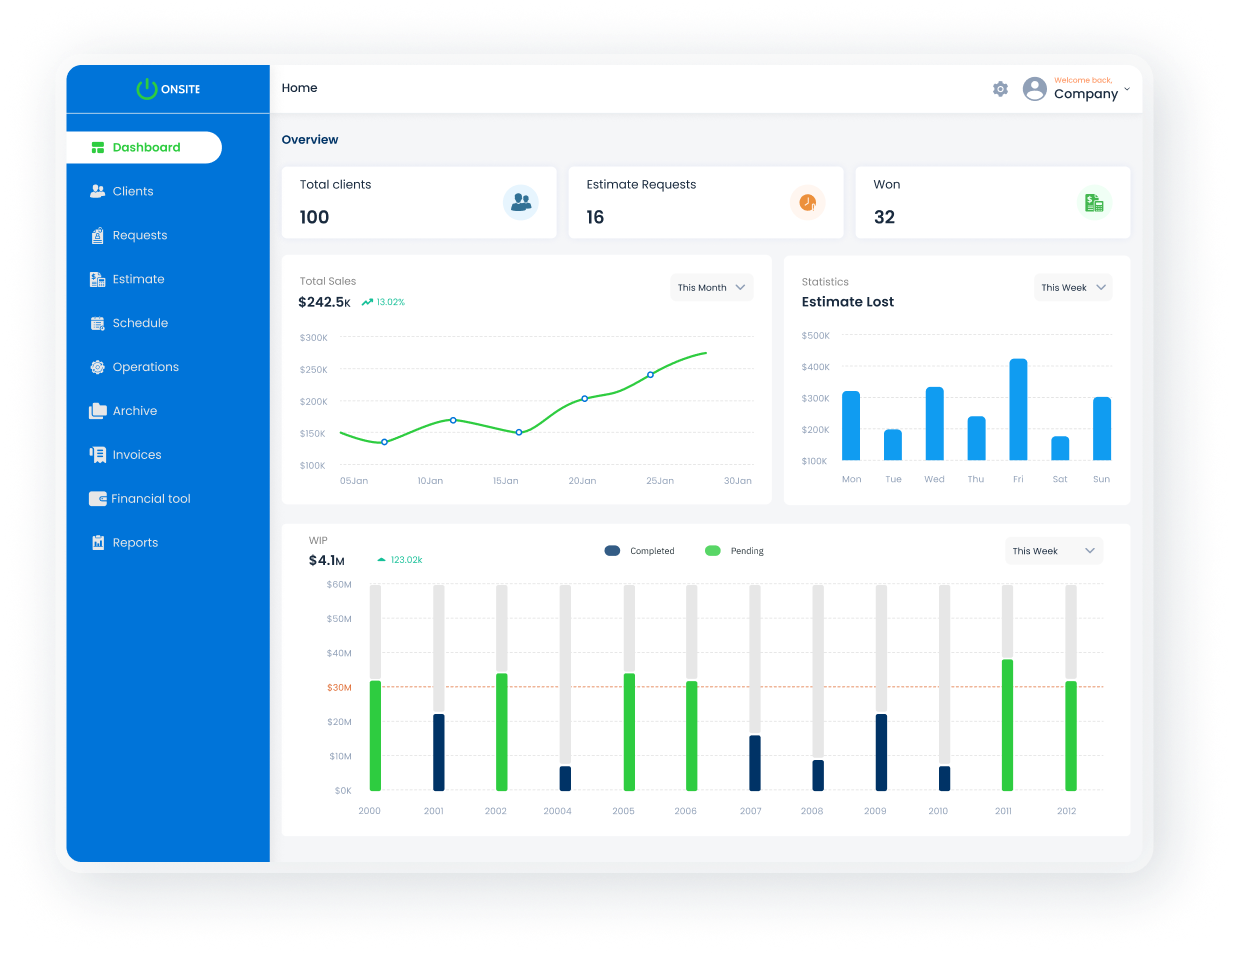 ONSITE
Home
Welcome back,
Company
Dashboard
Clients
Requests
Estimate
Schedule
Operations
Archive
Invoices
Financial tool
Reports
Overview
Total clients
100
Estimate Requests
16
Won
32
Total Sales
$242.5K
13.02%
This Month
$300K
$250K
$200K
$150K
$100K
05Jan 10Jan 15Jan 20Jan 25Jan 30Jan
Statistics
Estimate Lost
This Week
$500K
$400K
$300K
$200K
$100K
Mon Tue Wed Thu Fri Sat Sun
WIP
$4.1M
123.02k
Completed
Pending
This Week
$60M
$50M
$40M
$30M
$20M
$10M
$0K
2000 2001 2002 20004 2005 2006 2007 2008 2009 2010 2011 2012